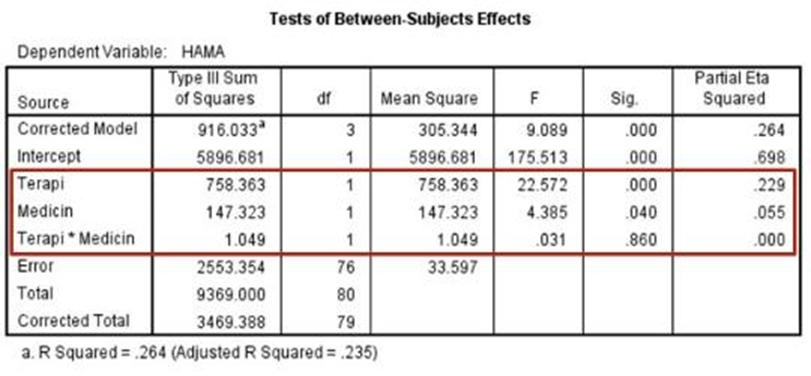 Tests of Between-Subjects Effects
Dependent Variable: HAMA
Source Type III Sum of Squares df Mean Square F Sig. Partial Eta Squared
Corrected Model 916.033a 3 305.344 9.089 .000 .264
Intercept 5896.681 1 5896.681 175.513 .000 .698
Terapi 758.363 1 758.363 22.572 .000 .229
Medicin 147.323 1 147.323 4.385 .040 .055
Terapi * Medicin 1.049 1 1.049 .031 .860 .000
Error 2553.354 76 33.597
Total 9369.000 80
Corrected Total 3469.388 79
a. R Squared = .264 (Adjusted R Squared = .235)